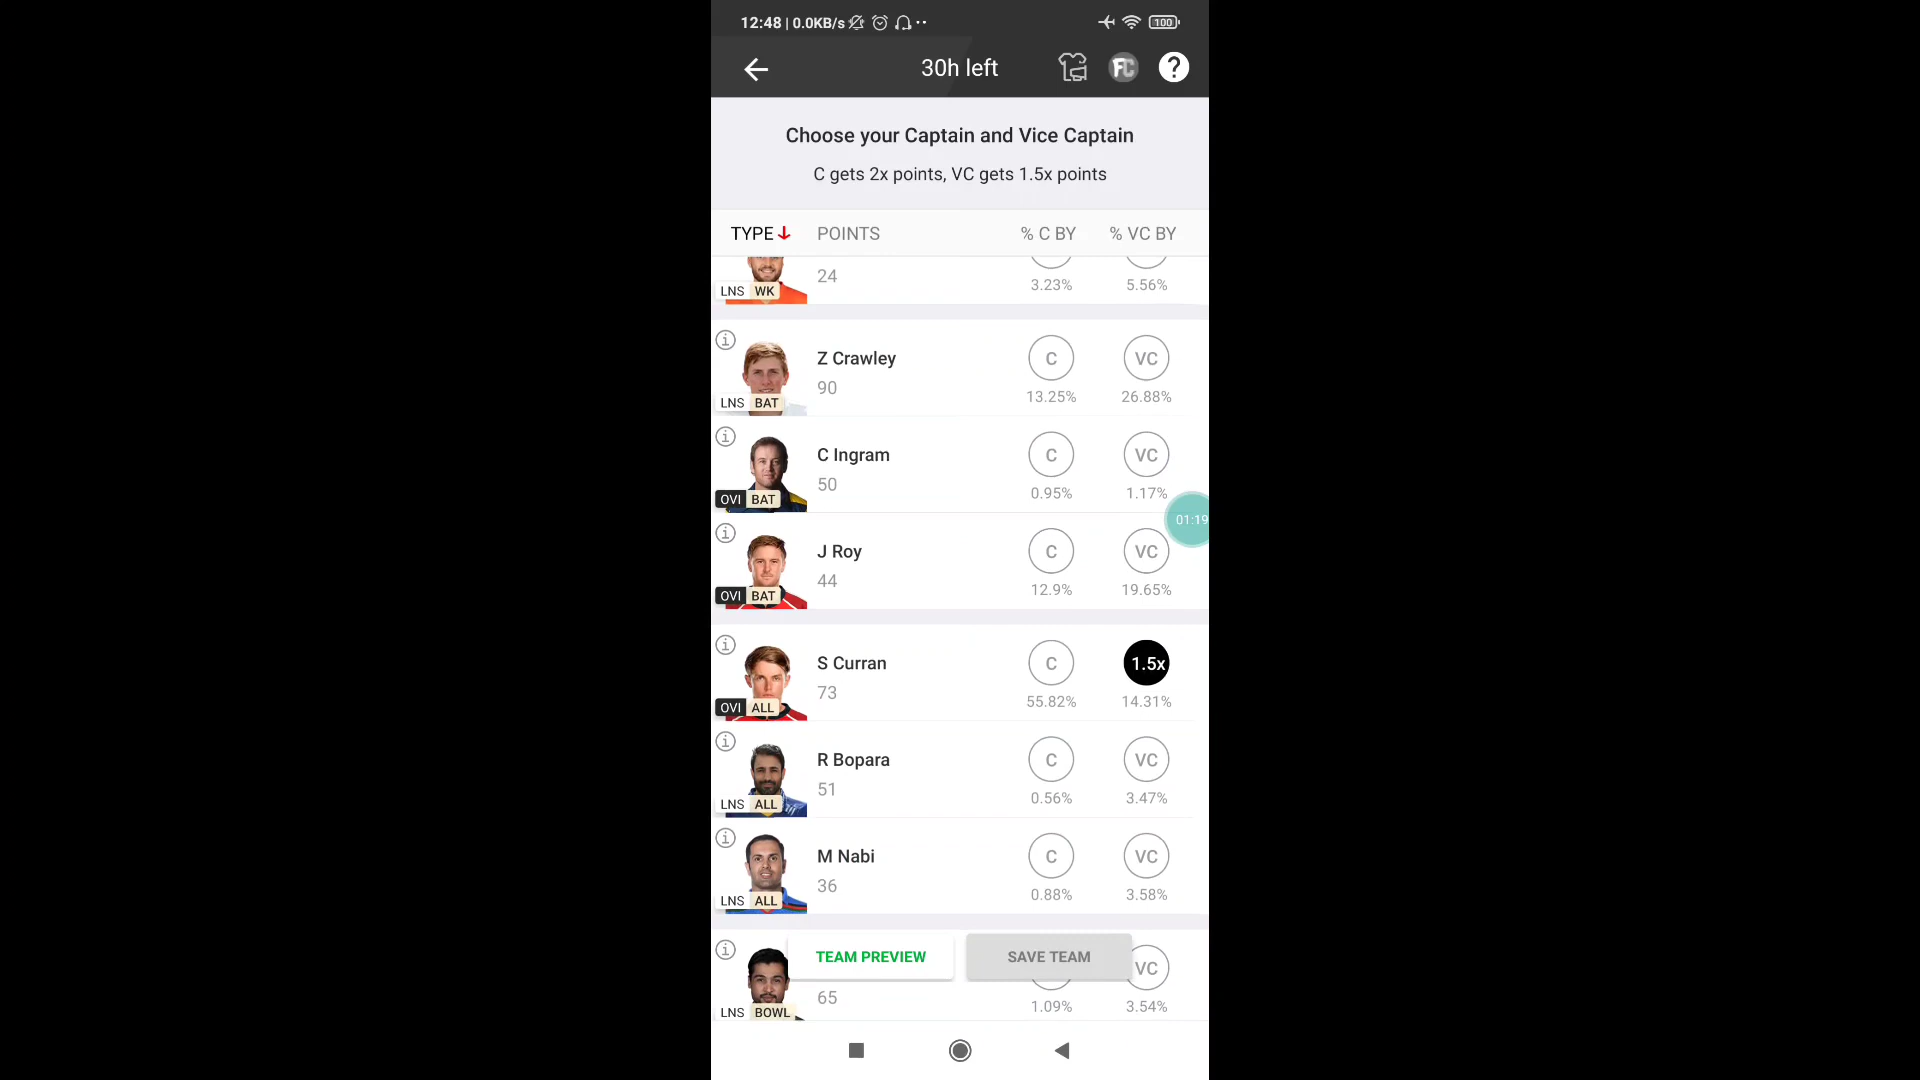 12:48 | 0.0KB/s
100
30h left
FC
?
Choose your Captain and Vice Captain
C gets 2x points, VC gets 1.5x points
TYPE POINTS % C BY % VC BY
24
3.23% 5.56%
LNS WK
Z Crawley C VC
90
13.25% 26.88%
LNS BAT
C Ingram C VC
50
0.95% 1.17%
OVI BAT
01:19
J Roy C VC
44
12.9% 19.65%
OVI BAT
S Curran C 1.5x
73
55.82% 14.31%
OVI ALL
R Bopara C VC
51
0.56% 3.47%
LNS ALL
M Nabi C VC
36
0.88% 3.58%
LNS ALL
TEAM PREVIEW SAVE TEAM VC
65
1.09% 3.54%
LNS BOWL